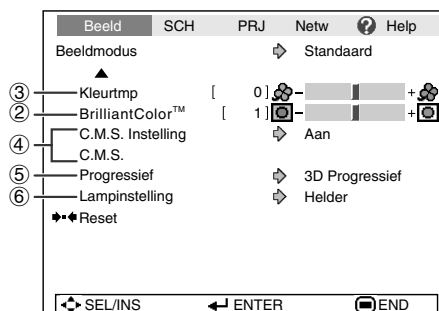 Beeld SCH PRJ Netw ? Help
Beeldmodus Standaard
③ Kleurtmp [ 0 ] - +
② BrilliantColor™ [ 1 ] - +
④ C.M.S. Instelling Aan
C.M.S.
⑤ Progressief 3D Progressief
⑥ Lampinstelling Helder
Reset
SEL/INS ENTER END